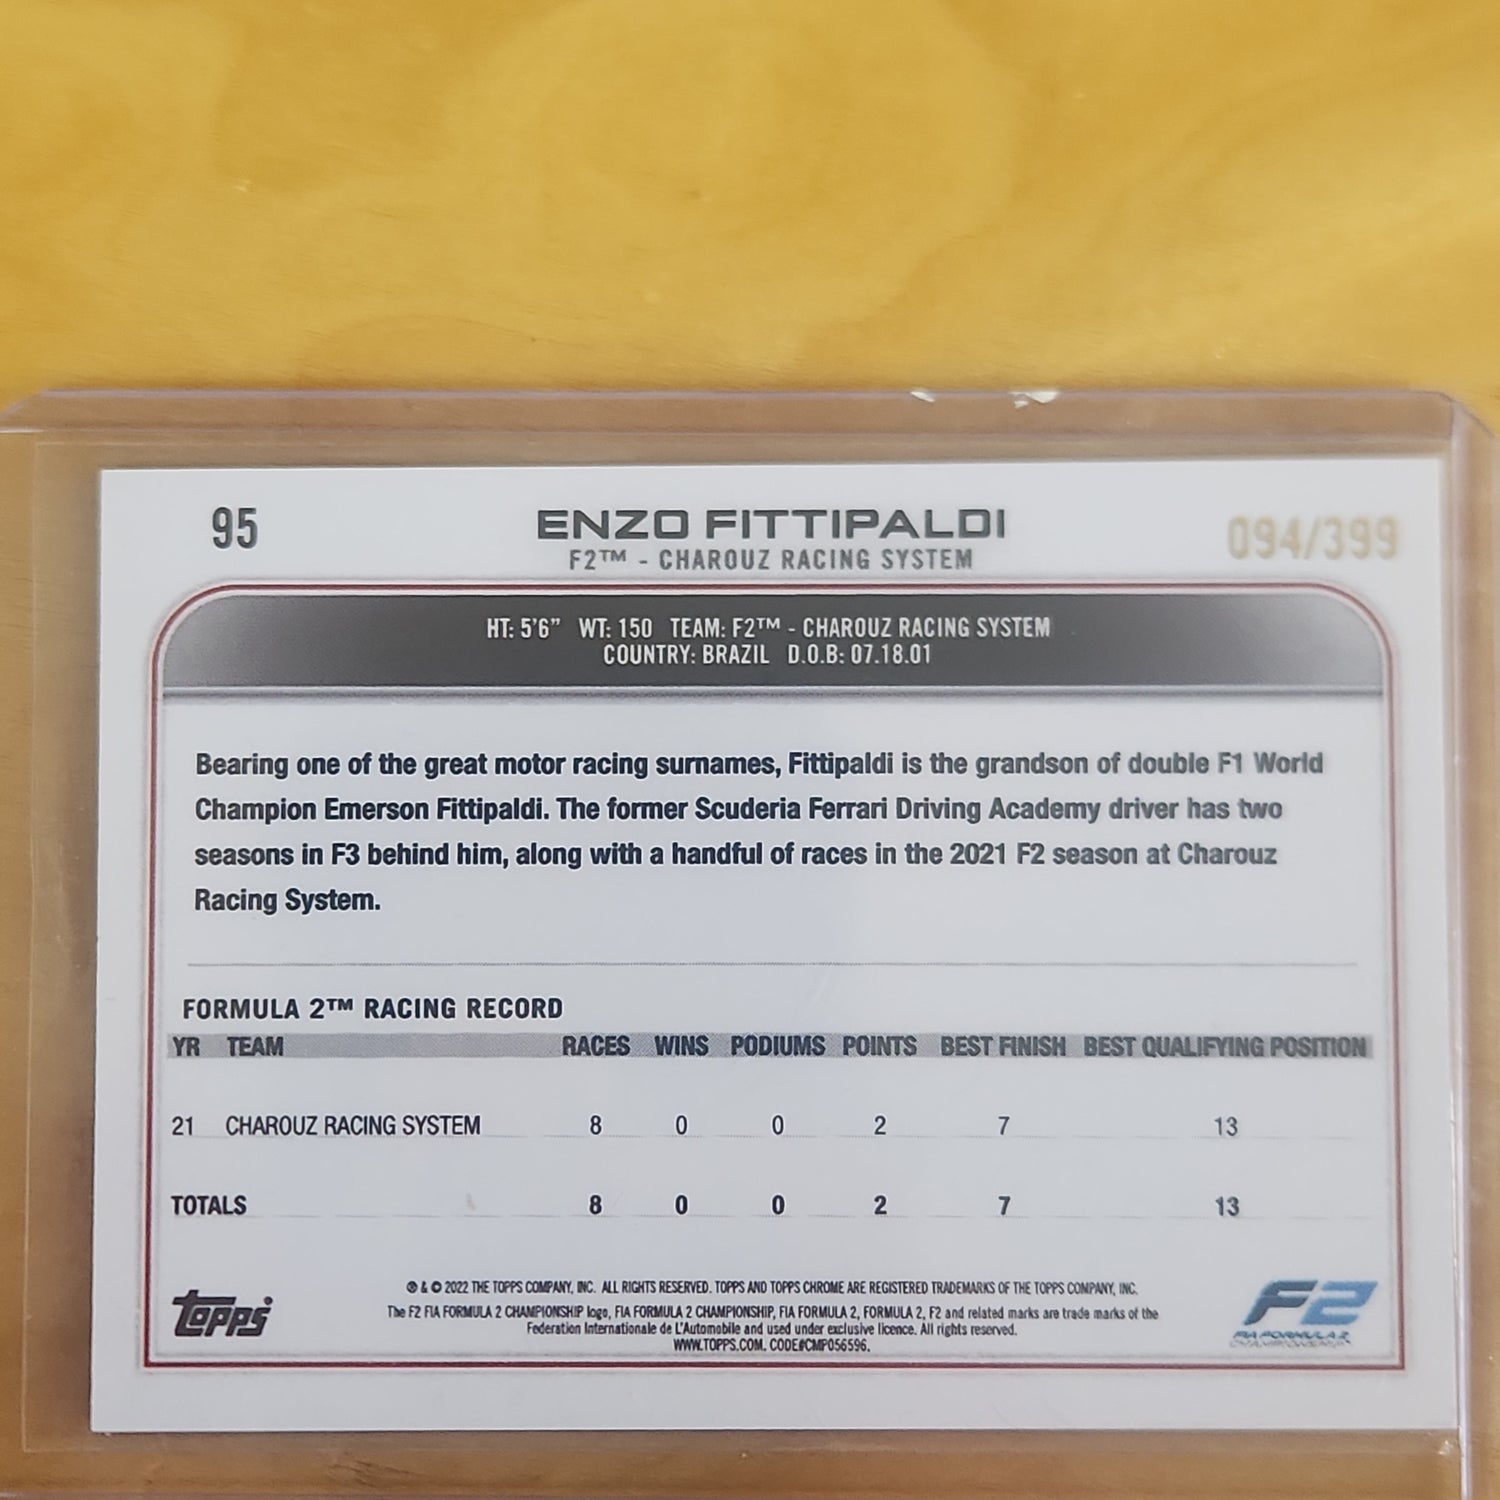 95
ENZO FITTIPALDI
094/399
F2™ - CHAROUZ RACING SYSTEM
HT: 5'6" WT: 150 TEAM: F2™ - CHAROUZ RACING SYSTEM
COUNTRY: BRAZIL D.O.B: 07.18.01
Bearing one of the great motor racing surnames, Fittipaldi is the grandson of double F1 World
Champion Emerson Fittipaldi. The former Scuderia Ferrari Driving Academy driver has two
seasons in F3 behind him, along with a handful of races in the 2021 F2 season at Charouz
Racing System.
FORMULA 2™ RACING RECORD
YR TEAM RACES WINS PODIUMS POINTS BEST FINISH BEST QUALIFYING POSITION
21 CHAROUZ RACING SYSTEM 8 0 0 2 7 13
TOTALS 8 0 0 2 7 13
® & © 2022 THE TOPPS COMPANY, INC. ALL RIGHTS RESERVED. TOPPS AND TOPPS CHROME ARE REGISTERED TRADEMARKS OF THE TOPPS COMPANY, INC.
The F2 FIA FORMULA 2 CHAMPIONSHIP logo, FIA FORMULA 2 CHAMPIONSHIP, FIA FORMULA 2, FORMULA 2, F2 and related marks are trade marks of the
Federation Internationale de L'Automobile and used under exclusive licence. All rights reserved.
WWW.TOPPS.COM. CODE#CMP056596.
topps
F2
FIA FORMULA 2
CHAMPIONSHIP